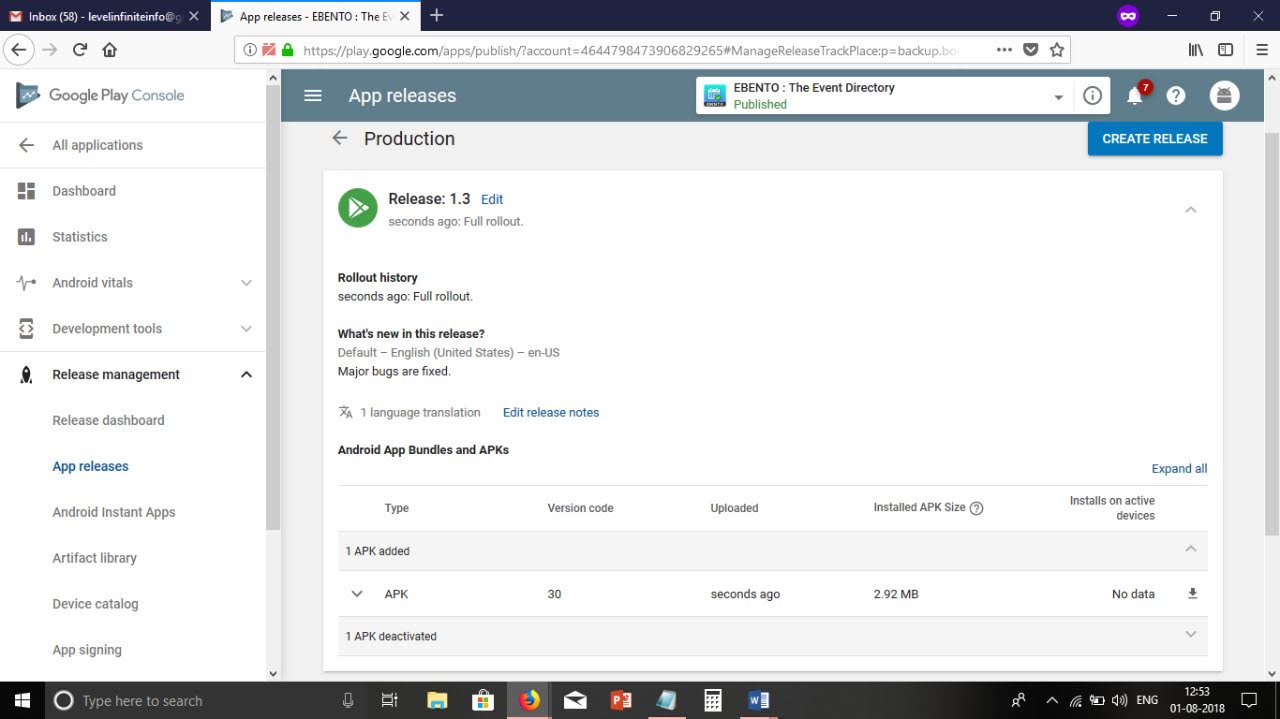 Inbox (58) - levelinfiniteinfo@g
App releases - EBENTO : The Ev
https://play.google.com/apps/publish/?account=4644798473906829265#ManageReleaseTrackPlace:p=backup.bo
Google Play Console
App releases
EBENTO : The Event Directory
Published
7
All applications
Dashboard
Statistics
Android vitals
Development tools
Release management
Release dashboard
App releases
Android Instant Apps
Artifact library
Device catalog
App signing
Production
CREATE RELEASE
Release: 1.3 Edit
seconds ago: Full rollout.
Rollout history
seconds ago: Full rollout.
What's new in this release?
Default – English (United States) – en-US
Major bugs are fixed.
1 language translation Edit release notes
Android App Bundles and APKs
Expand all
Type Version code Uploaded Installed APK Size Installs on active
devices
1 APK added
APK 30 seconds ago 2.92 MB No data
1 APK deactivated
Type here to search
ENG
12:53
01-08-2018